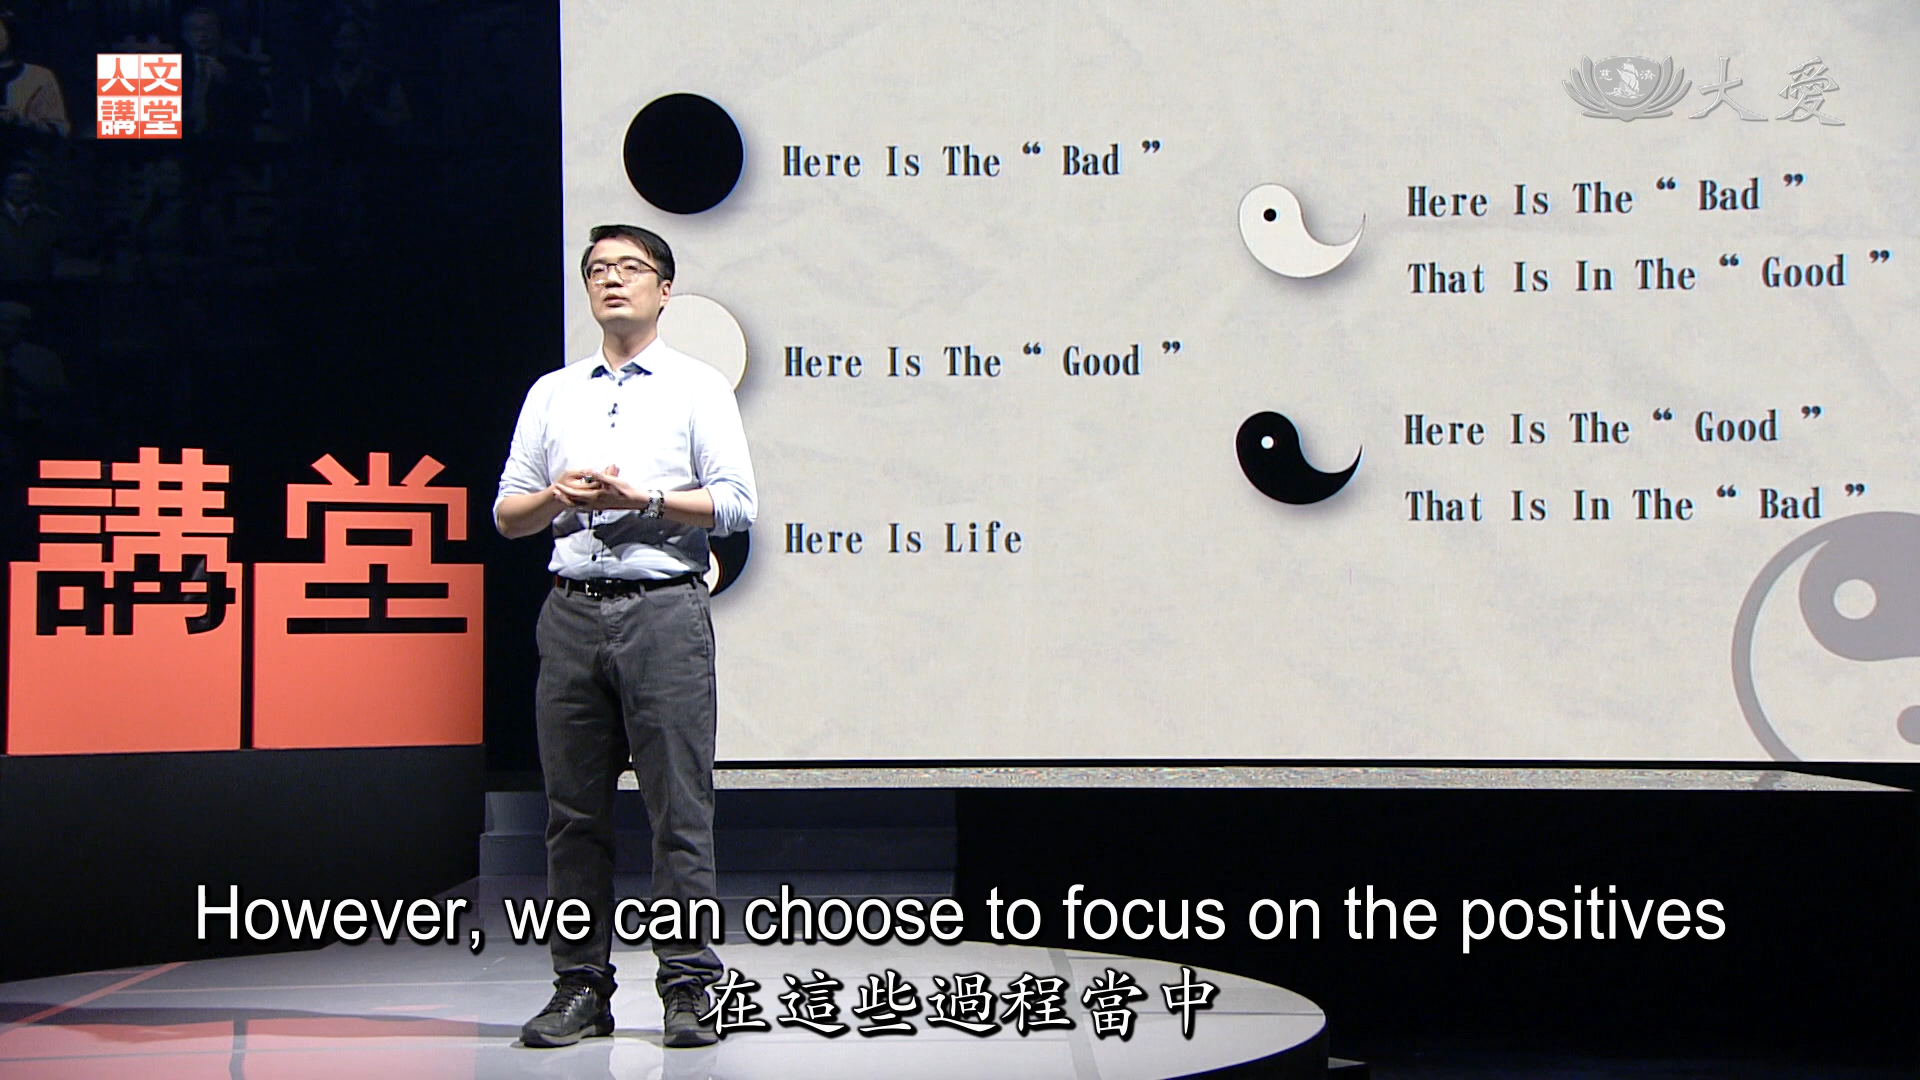 人文
講堂
慈濟
大愛
Here Is The “ Bad ”
Here Is The “ Good ”
Here Is Life
Here Is The “ Bad ”
That Is In The “ Good ”
Here Is The “ Good ”
That Is In The “ Bad ”
講堂
However, we can choose to focus on the positives
在這些過程當中